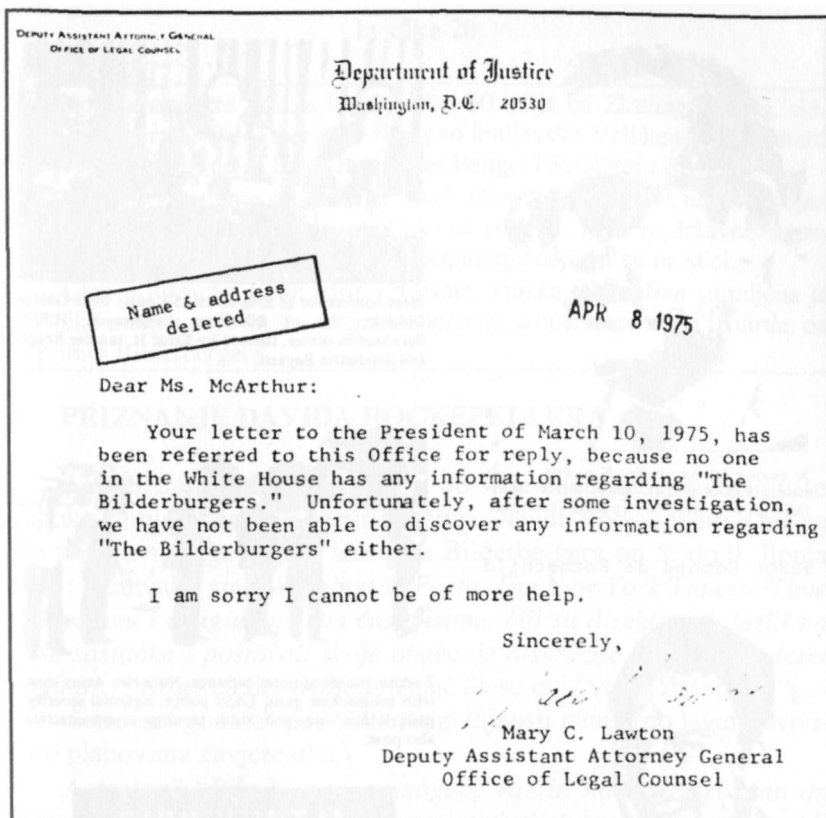 DEPUTY ASSISTANT ATTORNEY GENERAL
OFFICE OF LEGAL COUNSEL
Department of Justice
Washington, D.C. 20530
Name & address
deleted
APR 8 1975
Dear Ms. McArthur:
Your letter to the President of March 10, 1975, has
been referred to this Office for reply, because no one
in the White House has any information regarding "The
Bilderburgers." Unfortunately, after some investigation,
we have not been able to discover any information regarding
"The Bilderburgers" either.
I am sorry I cannot be of more help.
Sincerely,
Mary C. Lawton
Deputy Assistant Attorney General
Office of Legal Counsel